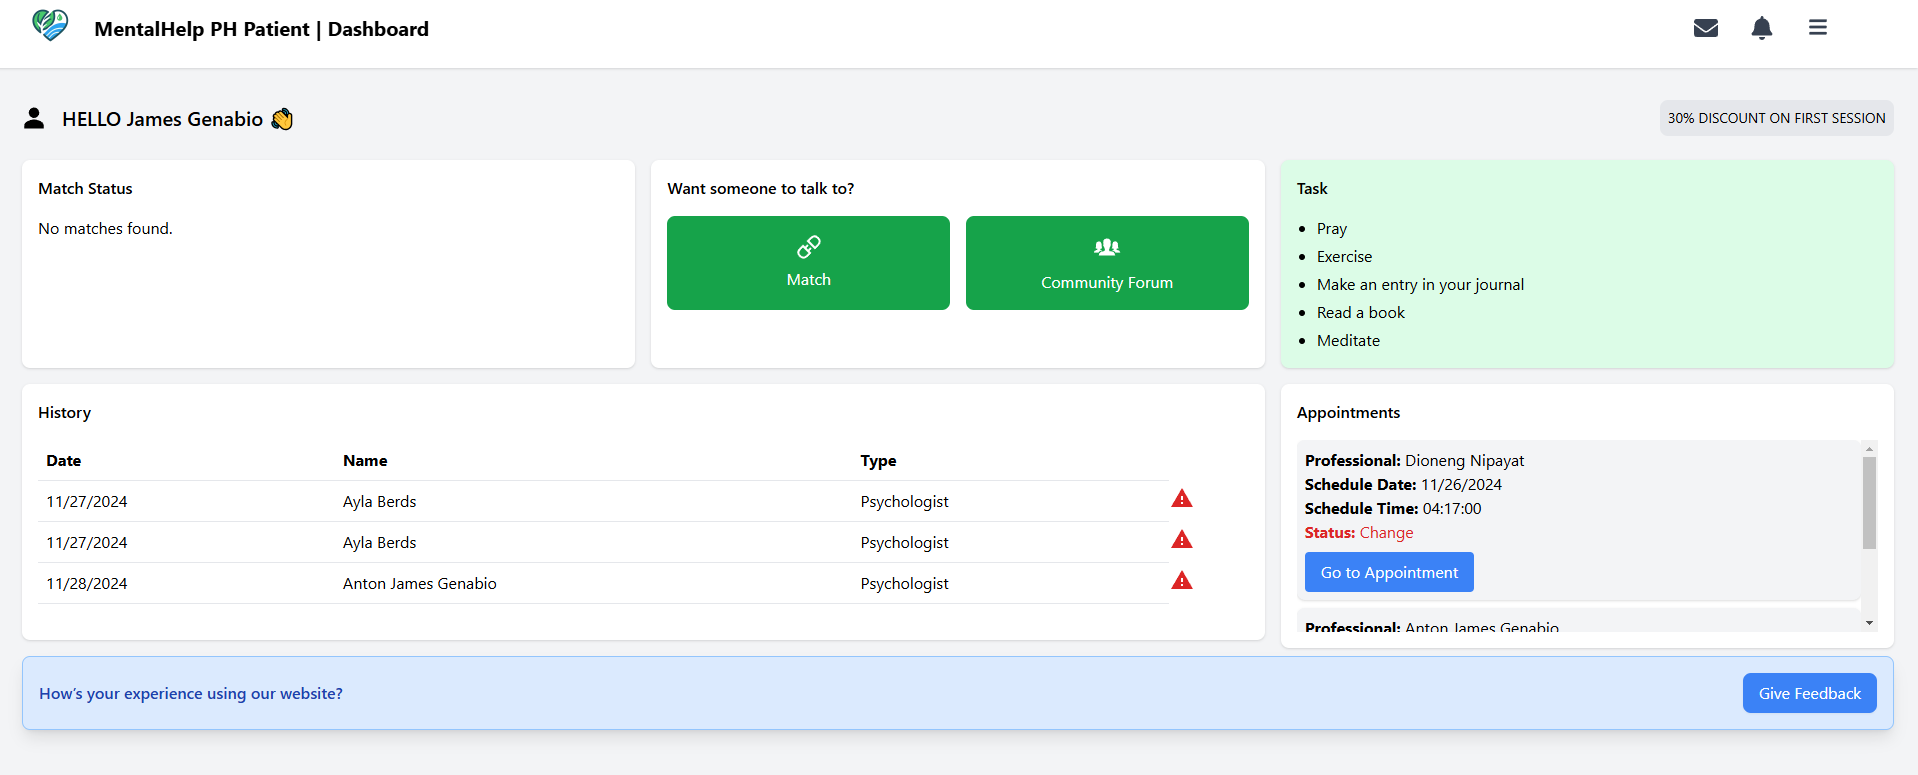 MentalHelp PH Patient | Dashboard
HELLO James Genabio
30% DISCOUNT ON FIRST SESSION
Match Status
No matches found.
Want someone to talk to?
Match
Community Forum
Task
Pray
Exercise
Make an entry in your journal
Read a book
Meditate
History
Date Name Type
11/27/2024 Ayla Berds Psychologist
11/27/2024 Ayla Berds Psychologist
11/28/2024 Anton James Genabio Psychologist
Appointments
Professional: Dioneng Nipayat
Schedule Date: 11/26/2024
Schedule Time: 04:17:00
Status: Change
Go to Appointment
Professional: Anton James Genabio
How's your experience using our website?
Give Feedback